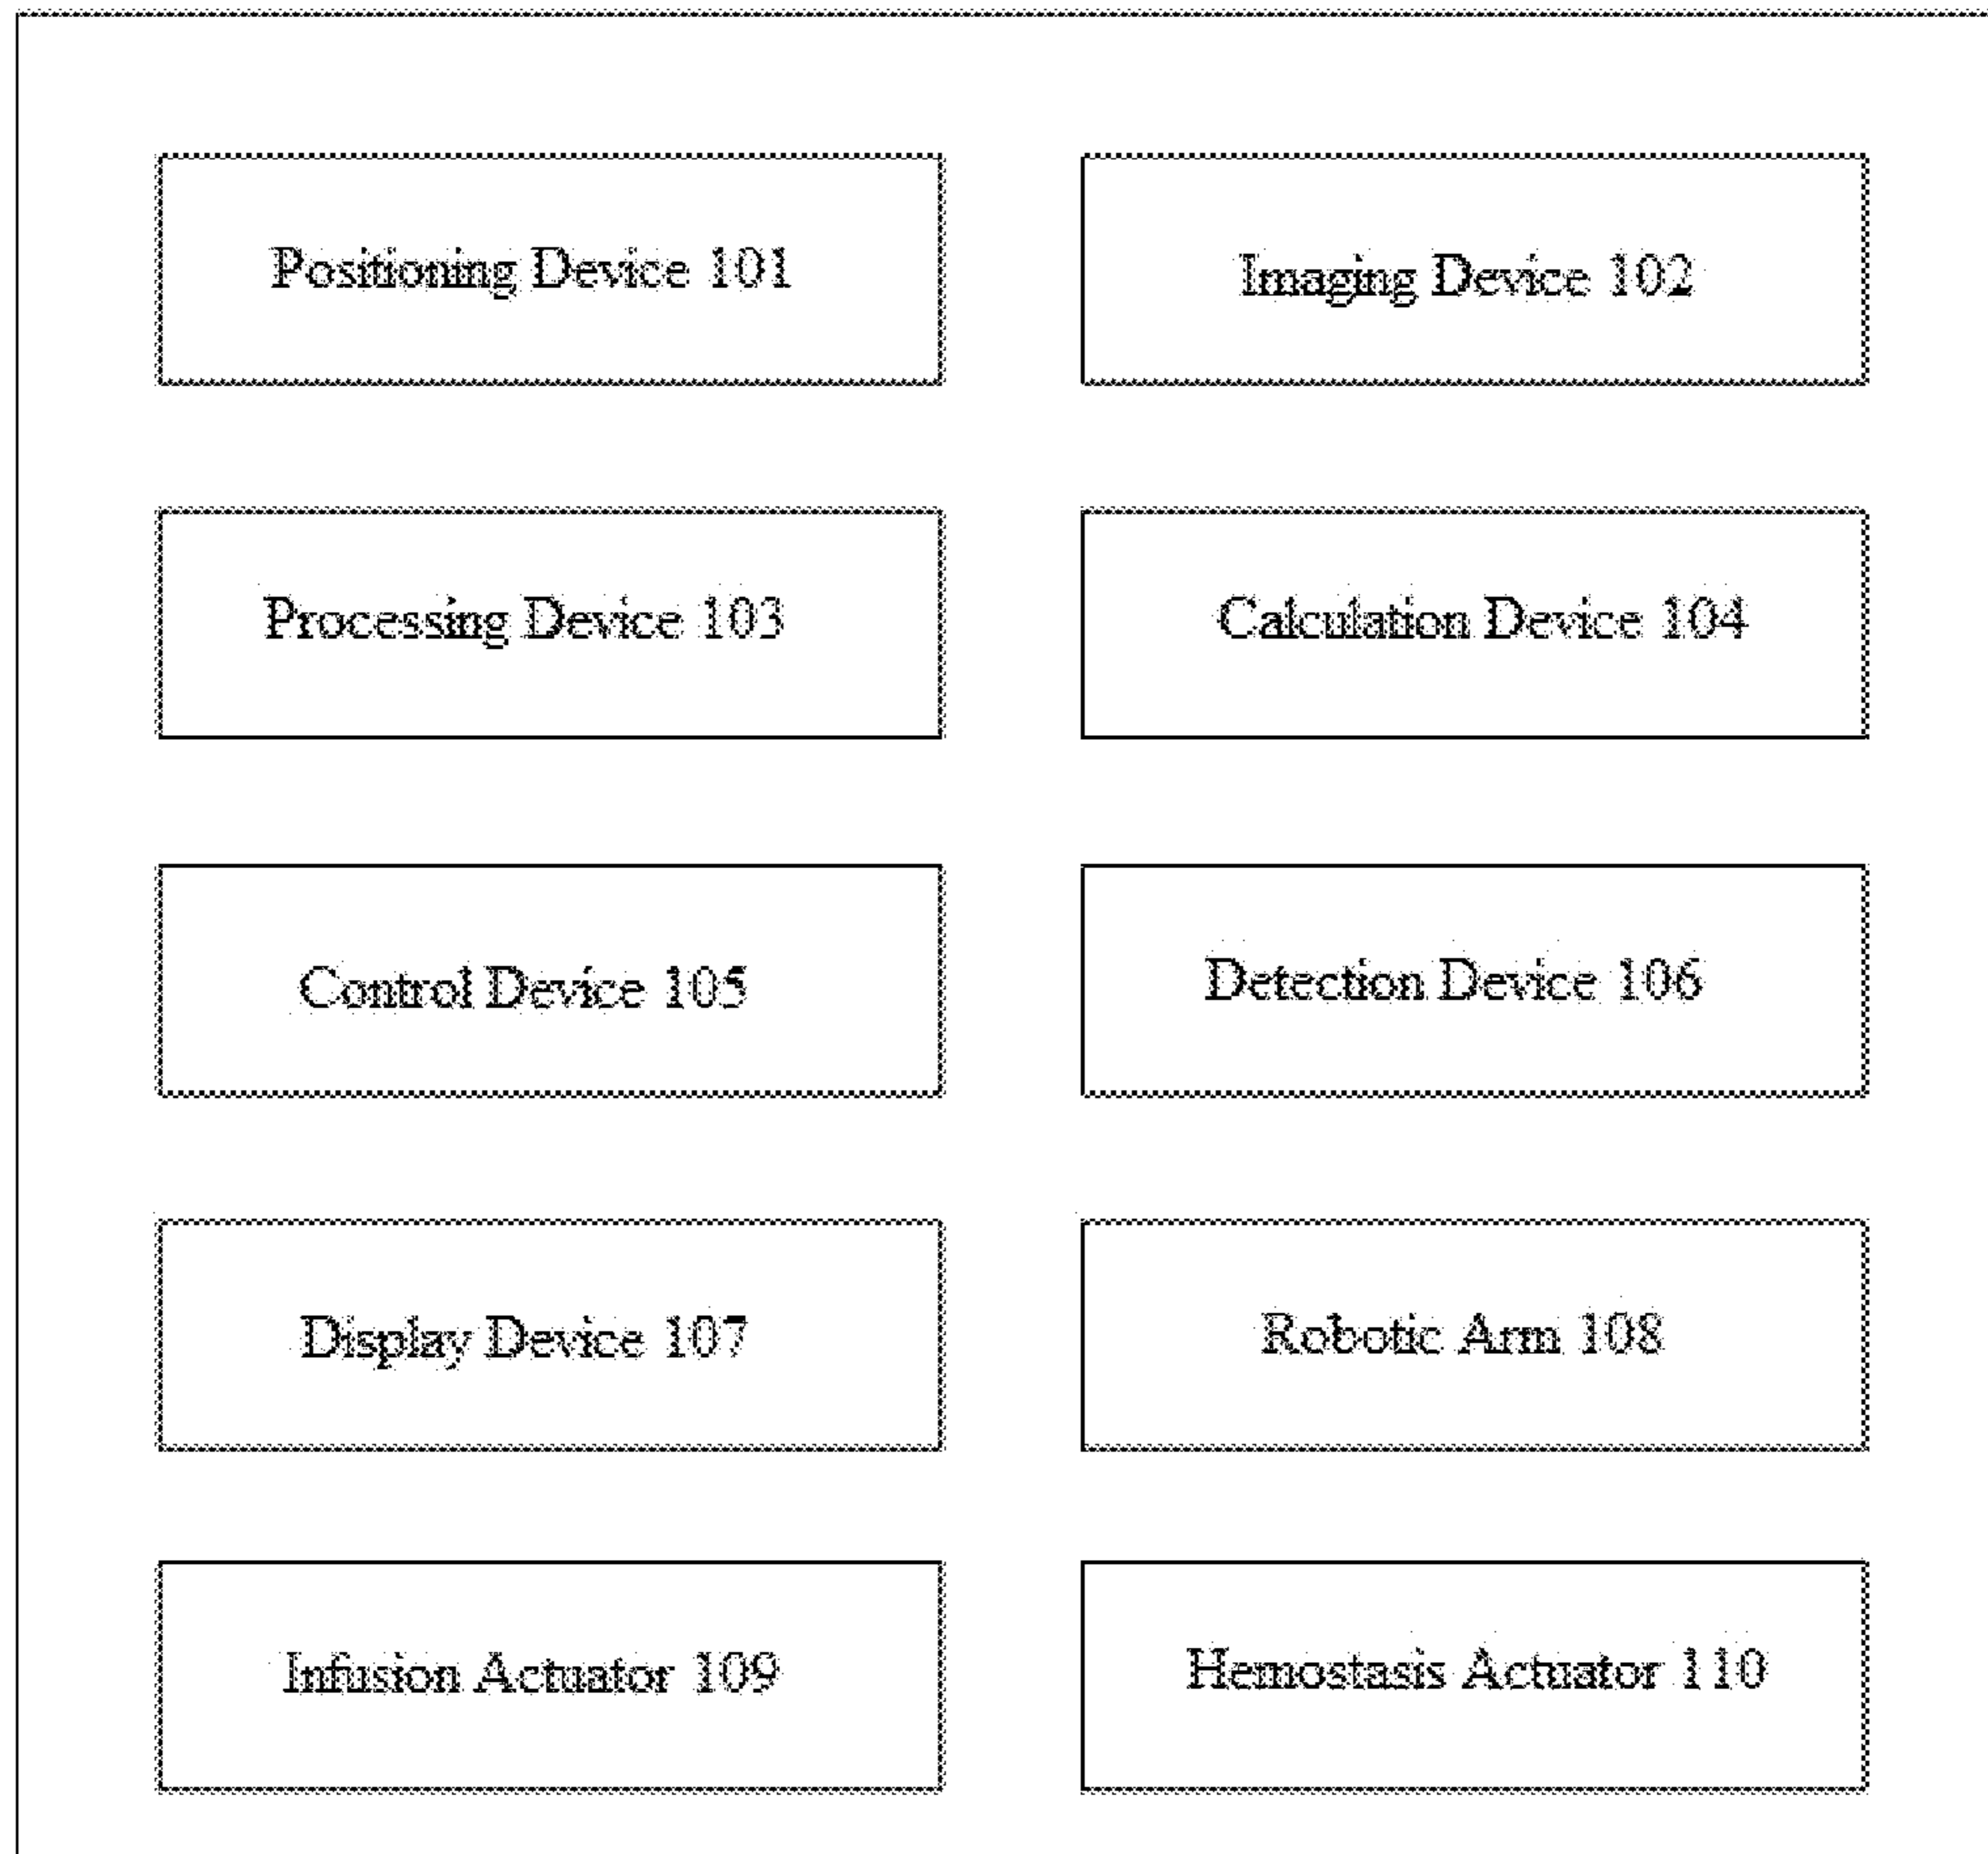 Positioning Device 101
Imaging Device 102
Processing Device 103
Calculation Device 104
Control Device 105
Detection Device 106
Display Device 107
Robotic Arm 108
Infusion Actuator 109
Hemostasis Actuator 110